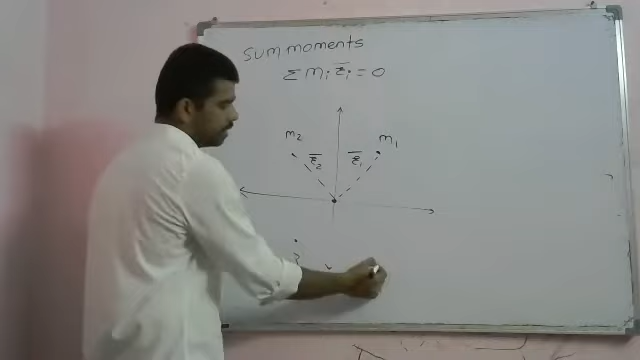 sum moments
Σ mᵢ z̅ᵢ = 0
m₂ m₁
z̅₂ z̅₁